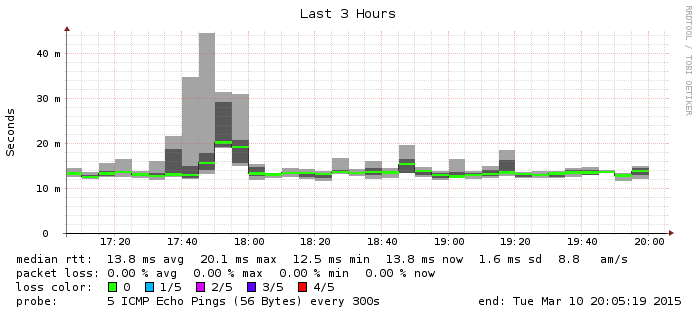 Last 3 Hours
RRDTOOL / TOBI OETIKER
Seconds
40 m
30 m
20 m
10 m
0
17:20 17:40 18:00 18:20 18:40 19:00 19:20 19:40 20:00
median rtt: 13.8 ms avg 20.1 ms max 12.5 ms min 13.8 ms now 1.6 ms sd 8.8 am/s
packet loss: 0.00 % avg 0.00 % max 0.00 % min 0.00 % now
loss color: 0 1/5 2/5 3/5 4/5
probe: 5 ICMP Echo Pings (56 Bytes) every 300s end: Tue Mar 10 20:05:19 2015